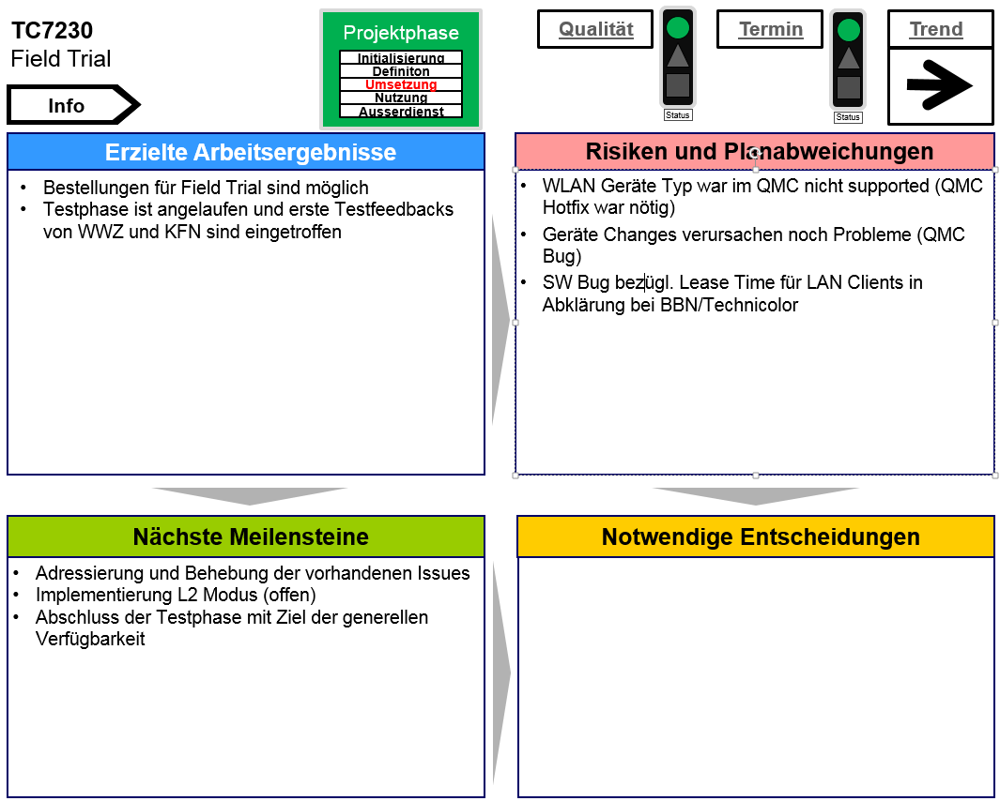 TC7230
Field Trial
Info
Projektphase
Initialisierung
Definiton
Umsetzung
Nutzung
Ausserdienst
Qualität
Status
Termin
Status
Trend
Erzielte Arbeitsergebnisse
• Bestellungen für Field Trial sind möglich
• Testphase ist angelaufen und erste Testfeedbacks
von WWZ und KFN sind eingetroffen
Risiken und Planabweichungen
• WLAN Geräte Typ war im QMC nicht supported (QMC
Hotfix war nötig)
• Geräte Changes verursachen noch Probleme (QMC
Bug)
• SW Bug bezügl. Lease Time für LAN Clients in
Abklärung bei BBN/Technicolor
Nächste Meilensteine
• Adressierung und Behebung der vorhandenen Issues
• Implementierung L2 Modus (offen)
• Abschluss der Testphase mit Ziel der generellen
Verfügbarkeit
Notwendige Entscheidungen